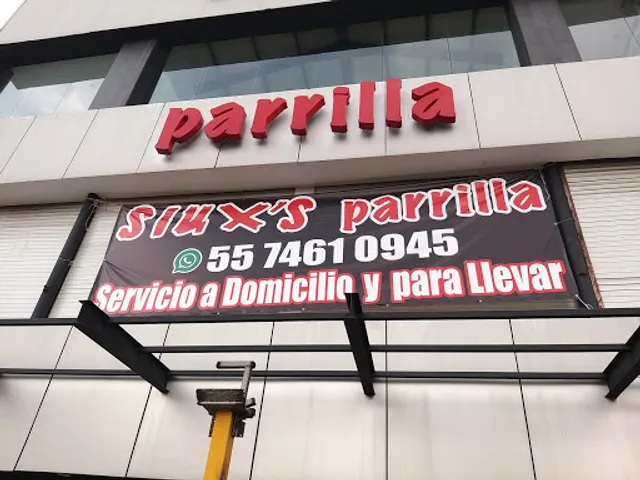 parrilla
SIUX'S parrilla
55 7461 0945
Servicio a Domicilio y para Llevar